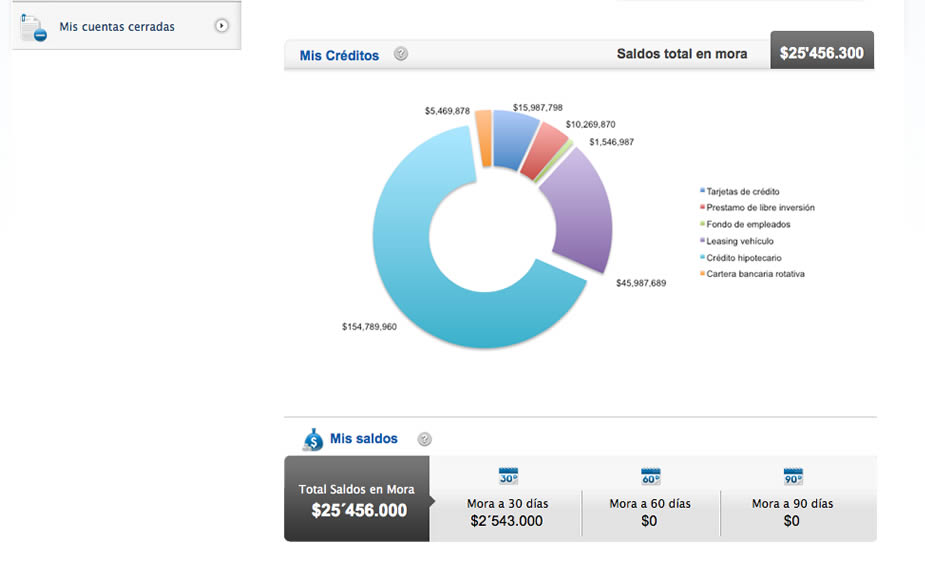 Mis cuentas cerradas
Mis Créditos ?
Saldos total en mora $25'456.300
$5,469,878
$15,987,798
$10,269,870
$1,546,987
$45,987,689
$154,789,960
Tarjetas de crédito
Prestamo de libre inversión
Fondo de empleados
Leasing vehículo
Crédito hipotecario
Cartera bancaria rotativa
$ Mis saldos ?
Total Saldos en Mora
$25´456.000
30º
Mora a 30 días
$2´543.000
60º
Mora a 60 días
$0
90º
Mora a 90 días
$0